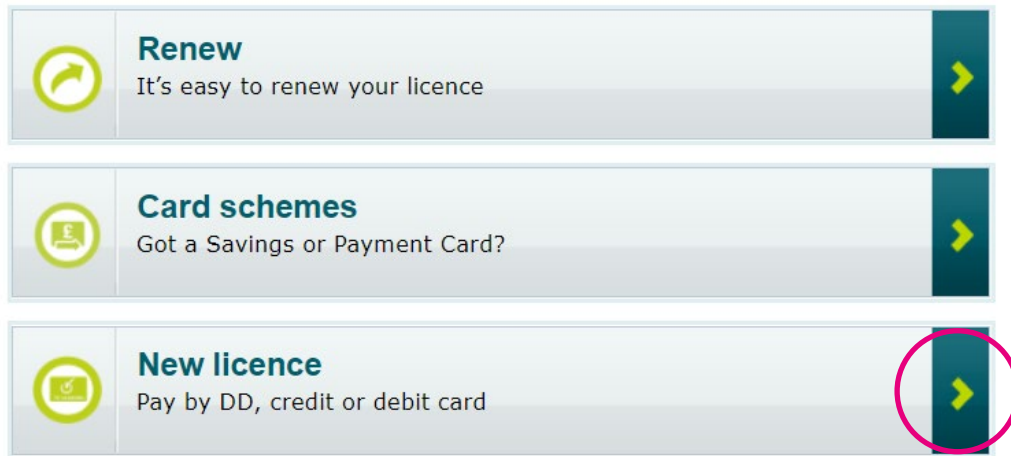 Renew
It's easy to renew your licence
£
Card schemes
Got a Savings or Payment Card?
New licence
Pay by DD, credit or debit card